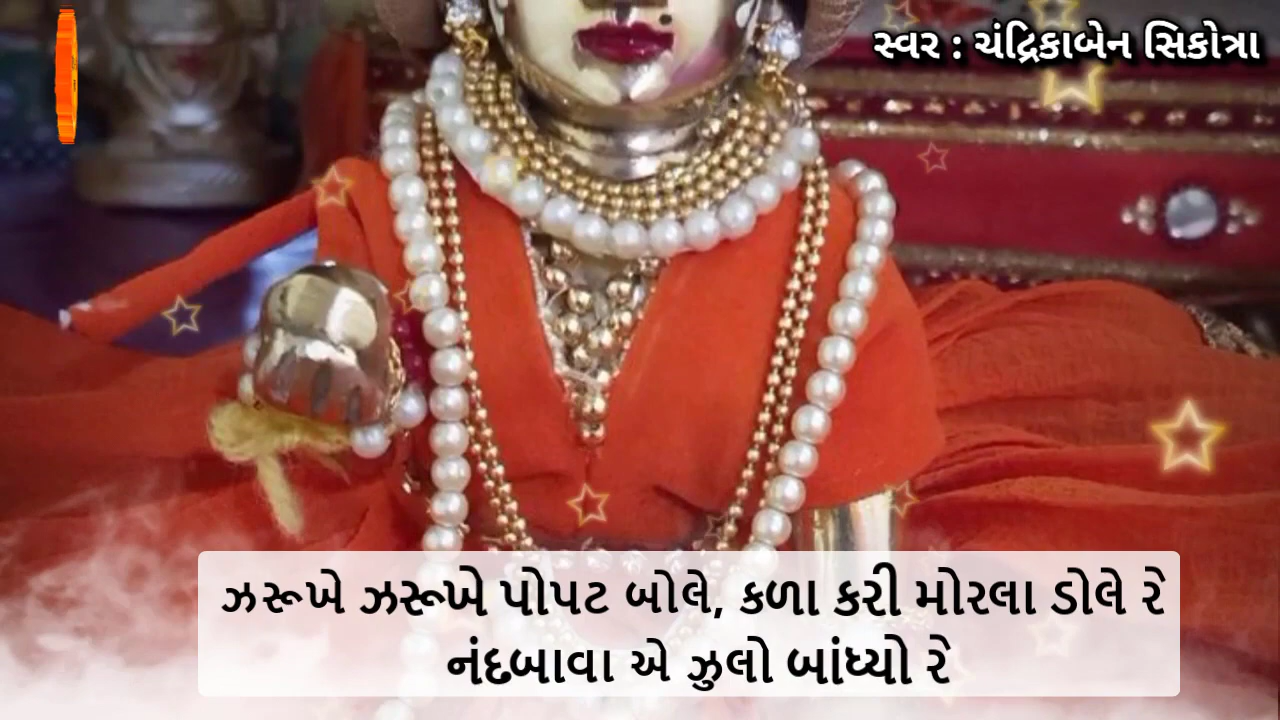 સ્વર : ચંદ્રિકાબેન સિકોત્રા
ઝરૂખે ઝરૂખે પોપટ બોલે, કળા કરી મોરલા ડોલે રે
નંદબાવા એ ઝુલો બાંધ્યો રે